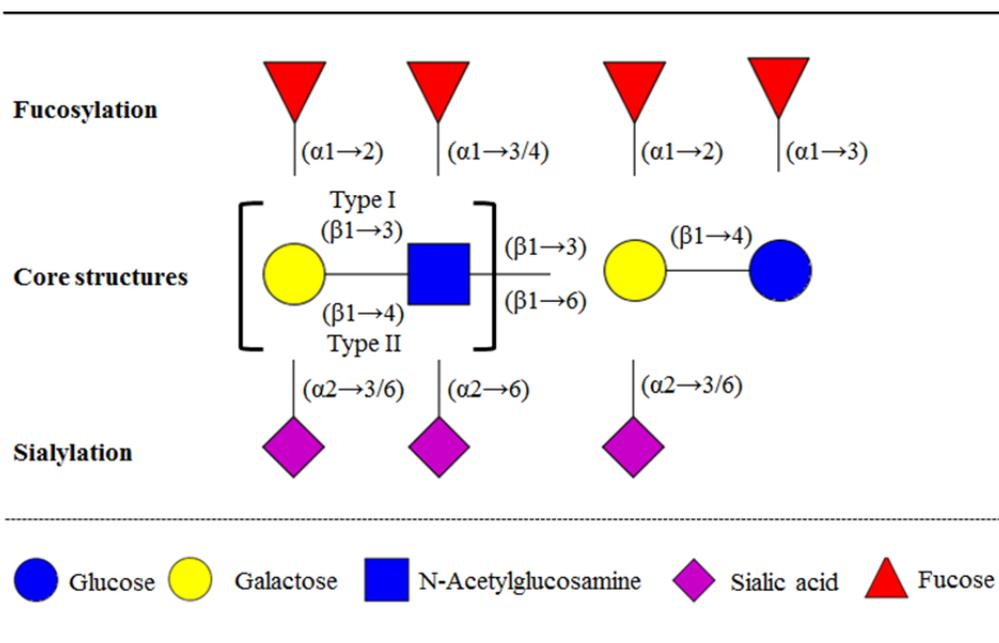 Fucosylation
(α1→2)
(α1→3/4)
(α1→2)
(α1→3)
Type I
(β1→3)
(β1→4)
Type II
(β1→3)
(β1→6)
(β1→4)
Core structures
(α2→3/6)
(α2→6)
(α2→3/6)
Sialylation
Glucose
Galactose
N-Acetylglucosamine
Sialic acid
Fucose